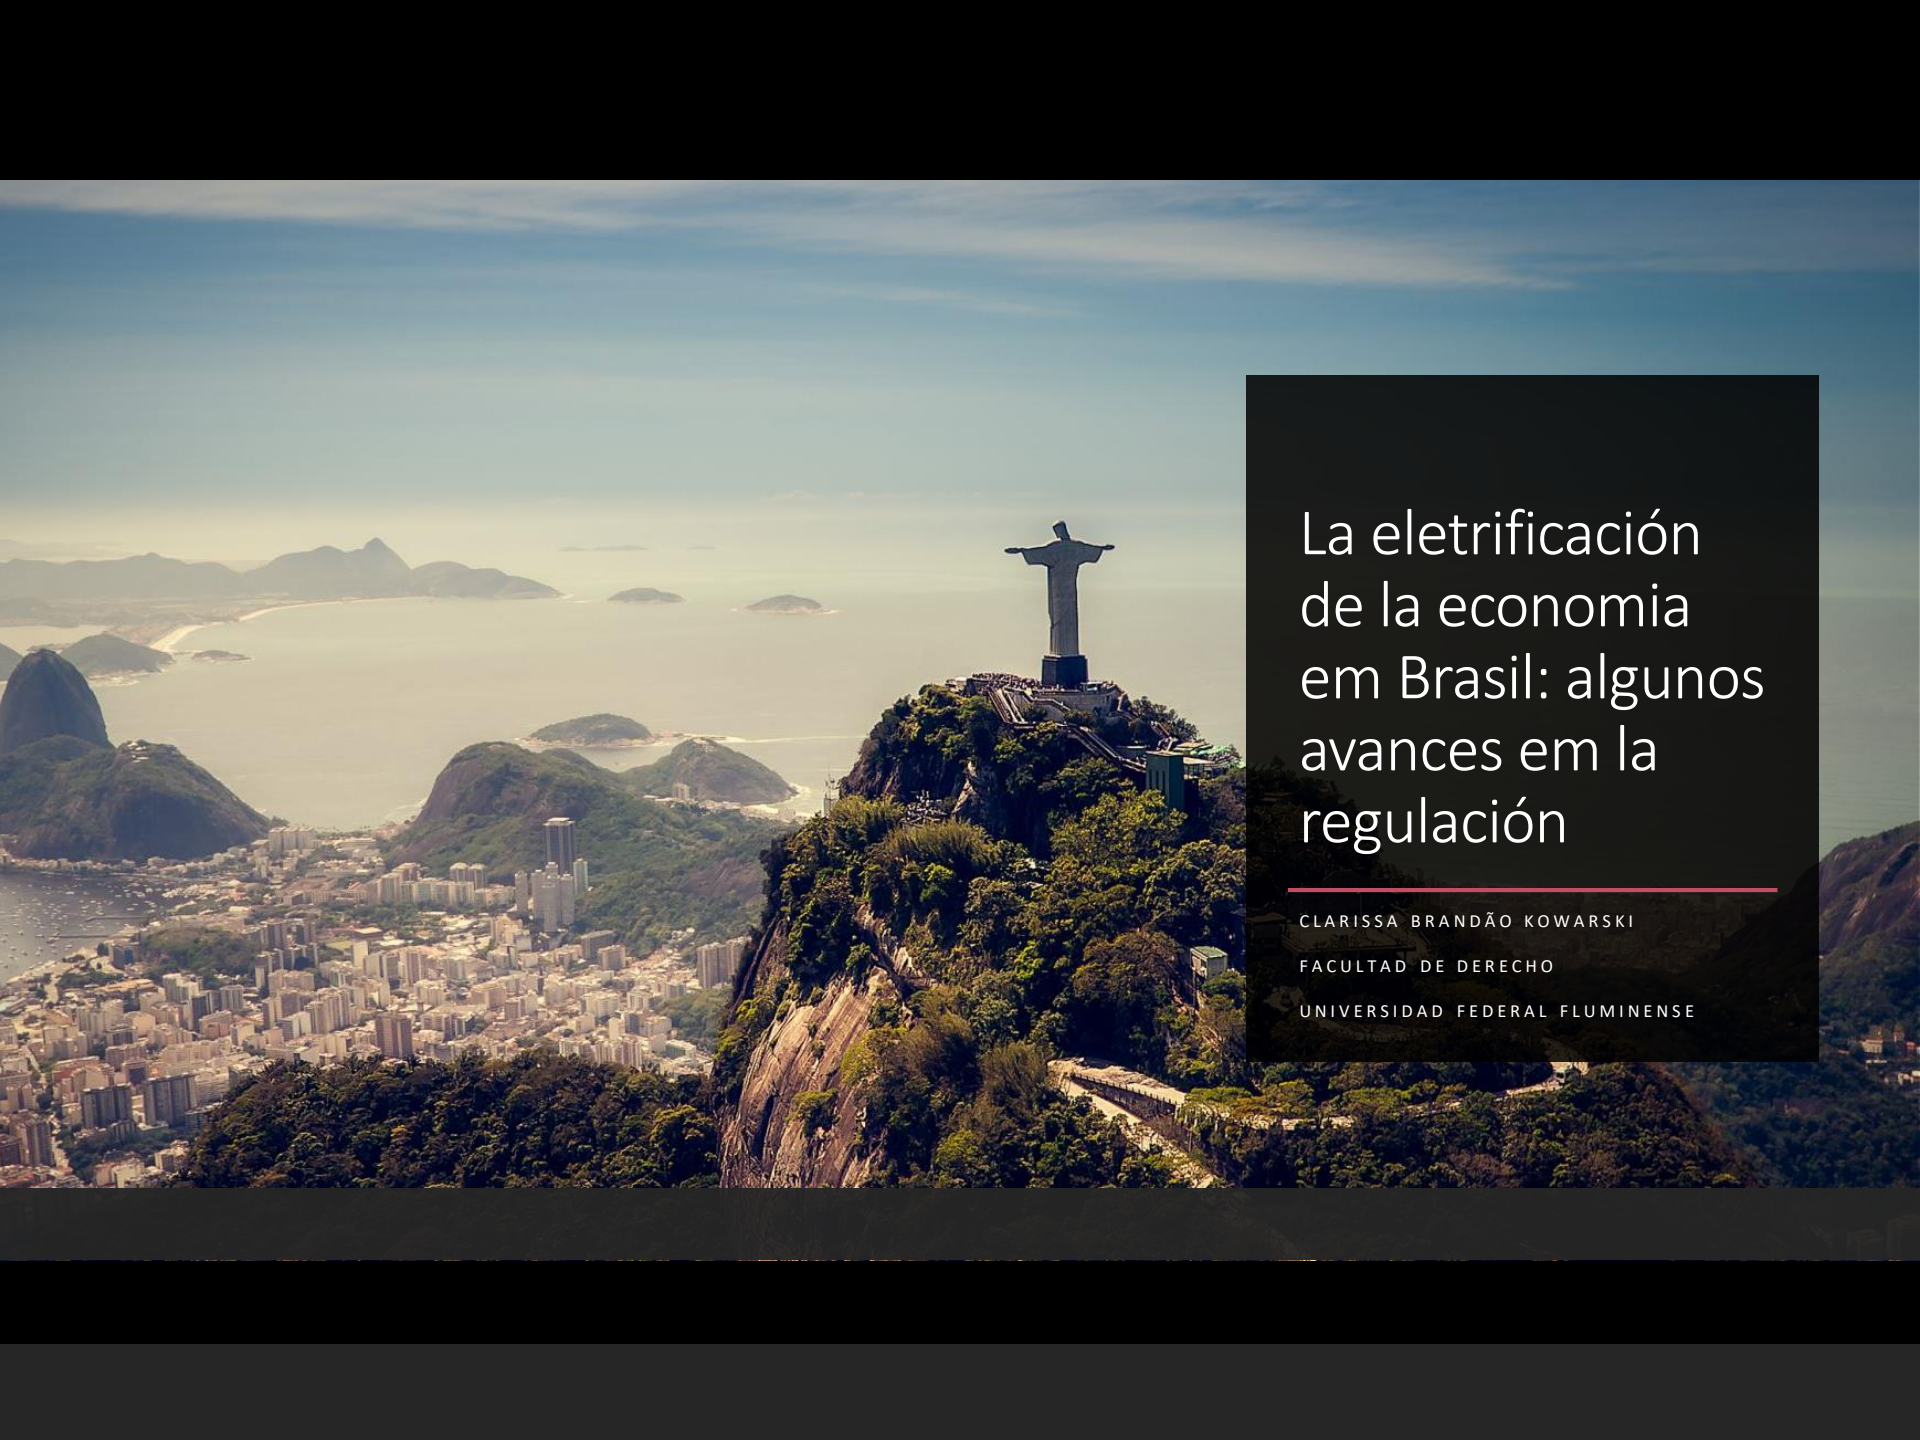 La eletrificación
de la economia
em Brasil: algunos
avances em la
regulación
CLARISSA BRANDÃO KOWARSKI
FACULTAD DE DERECHO
UNIVERSIDAD FEDERAL FLUMINENSE